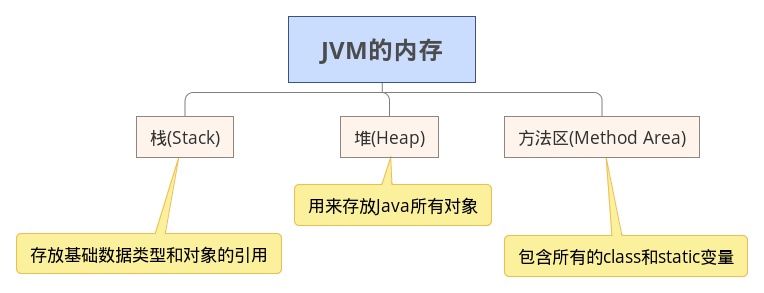 JVM的内存
栈(Stack)
堆(Heap)
方法区(Method Area)
用来存放Java所有对象
存放基础数据类型和对象的引用
包含所有的class和static变量